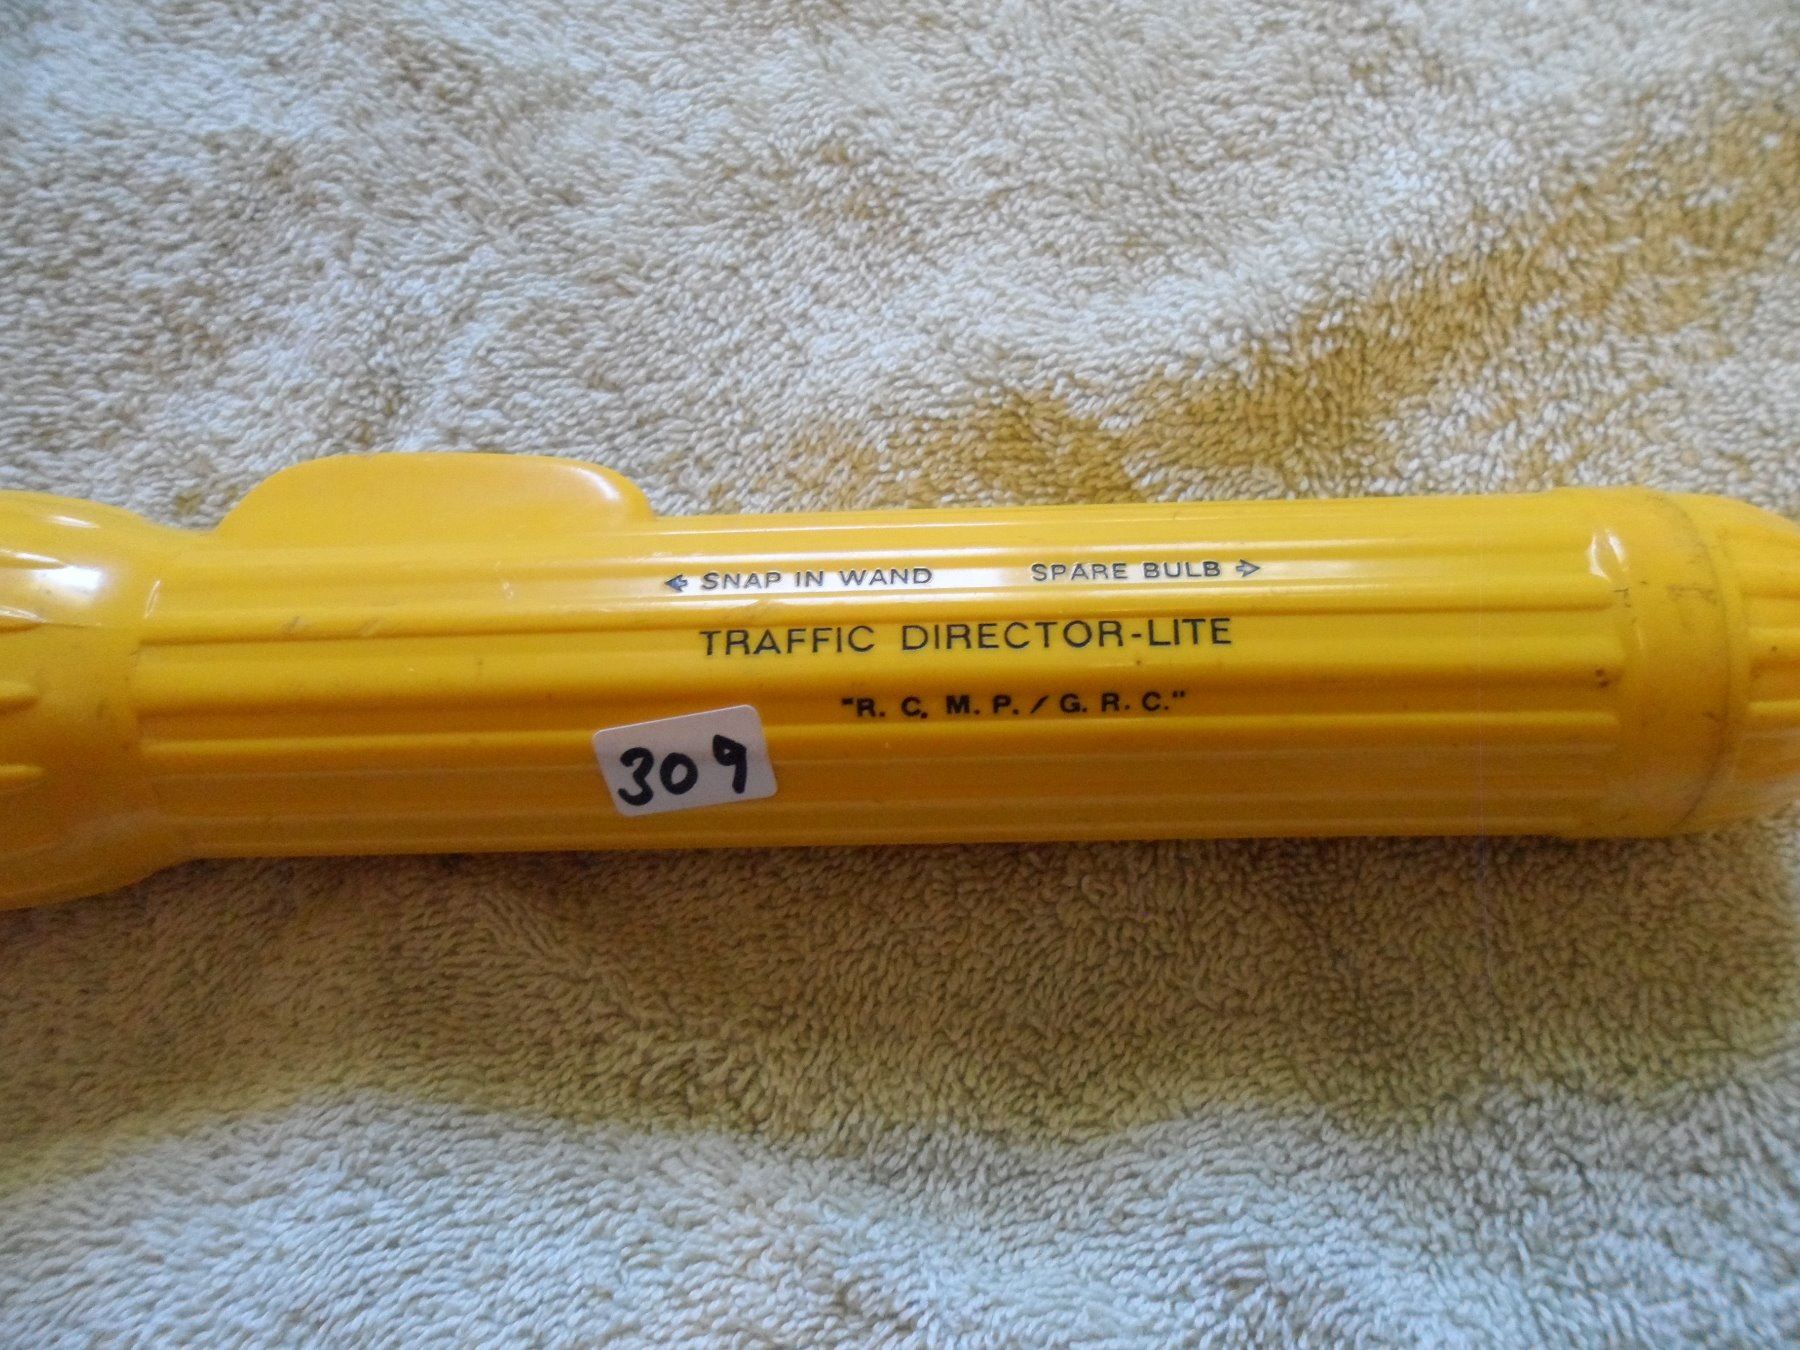 ← SNAP IN WAND SPARE BULB →
TRAFFIC DIRECTOR-LITE
"R. C. M. P. / G. R. C."
309